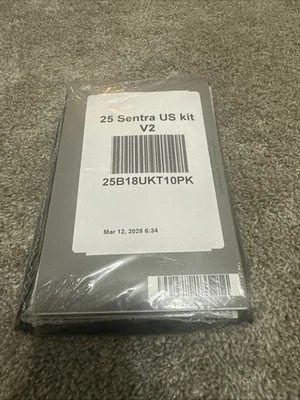 25 Sentra US kit
V2
25B18UKT10PK
Mar 12, 2025 6:34